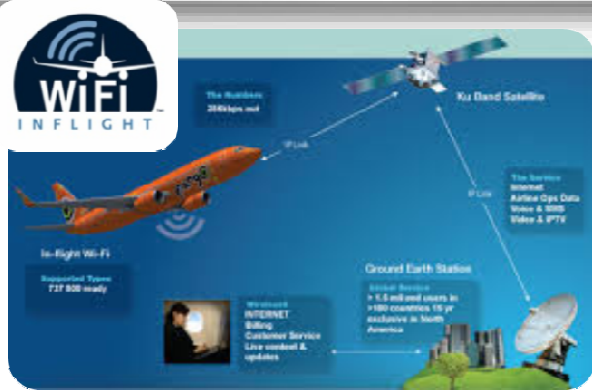 WiFi
INFLIGHT
The Numbers
Ku Band Satellite
IP Link
mango
IP Link
The Service
Internet
Airline Ops Data
Voice & SMS
Video & IPTV
In-flight Wi-Fi
Supported Types
737 800 ready
Ground Earth Station
Global Service
> 1.5 million users in
>180 countries 15 yr
exclusive in North
America
INTERNET
Billing
Customer Service
Live content &
updates